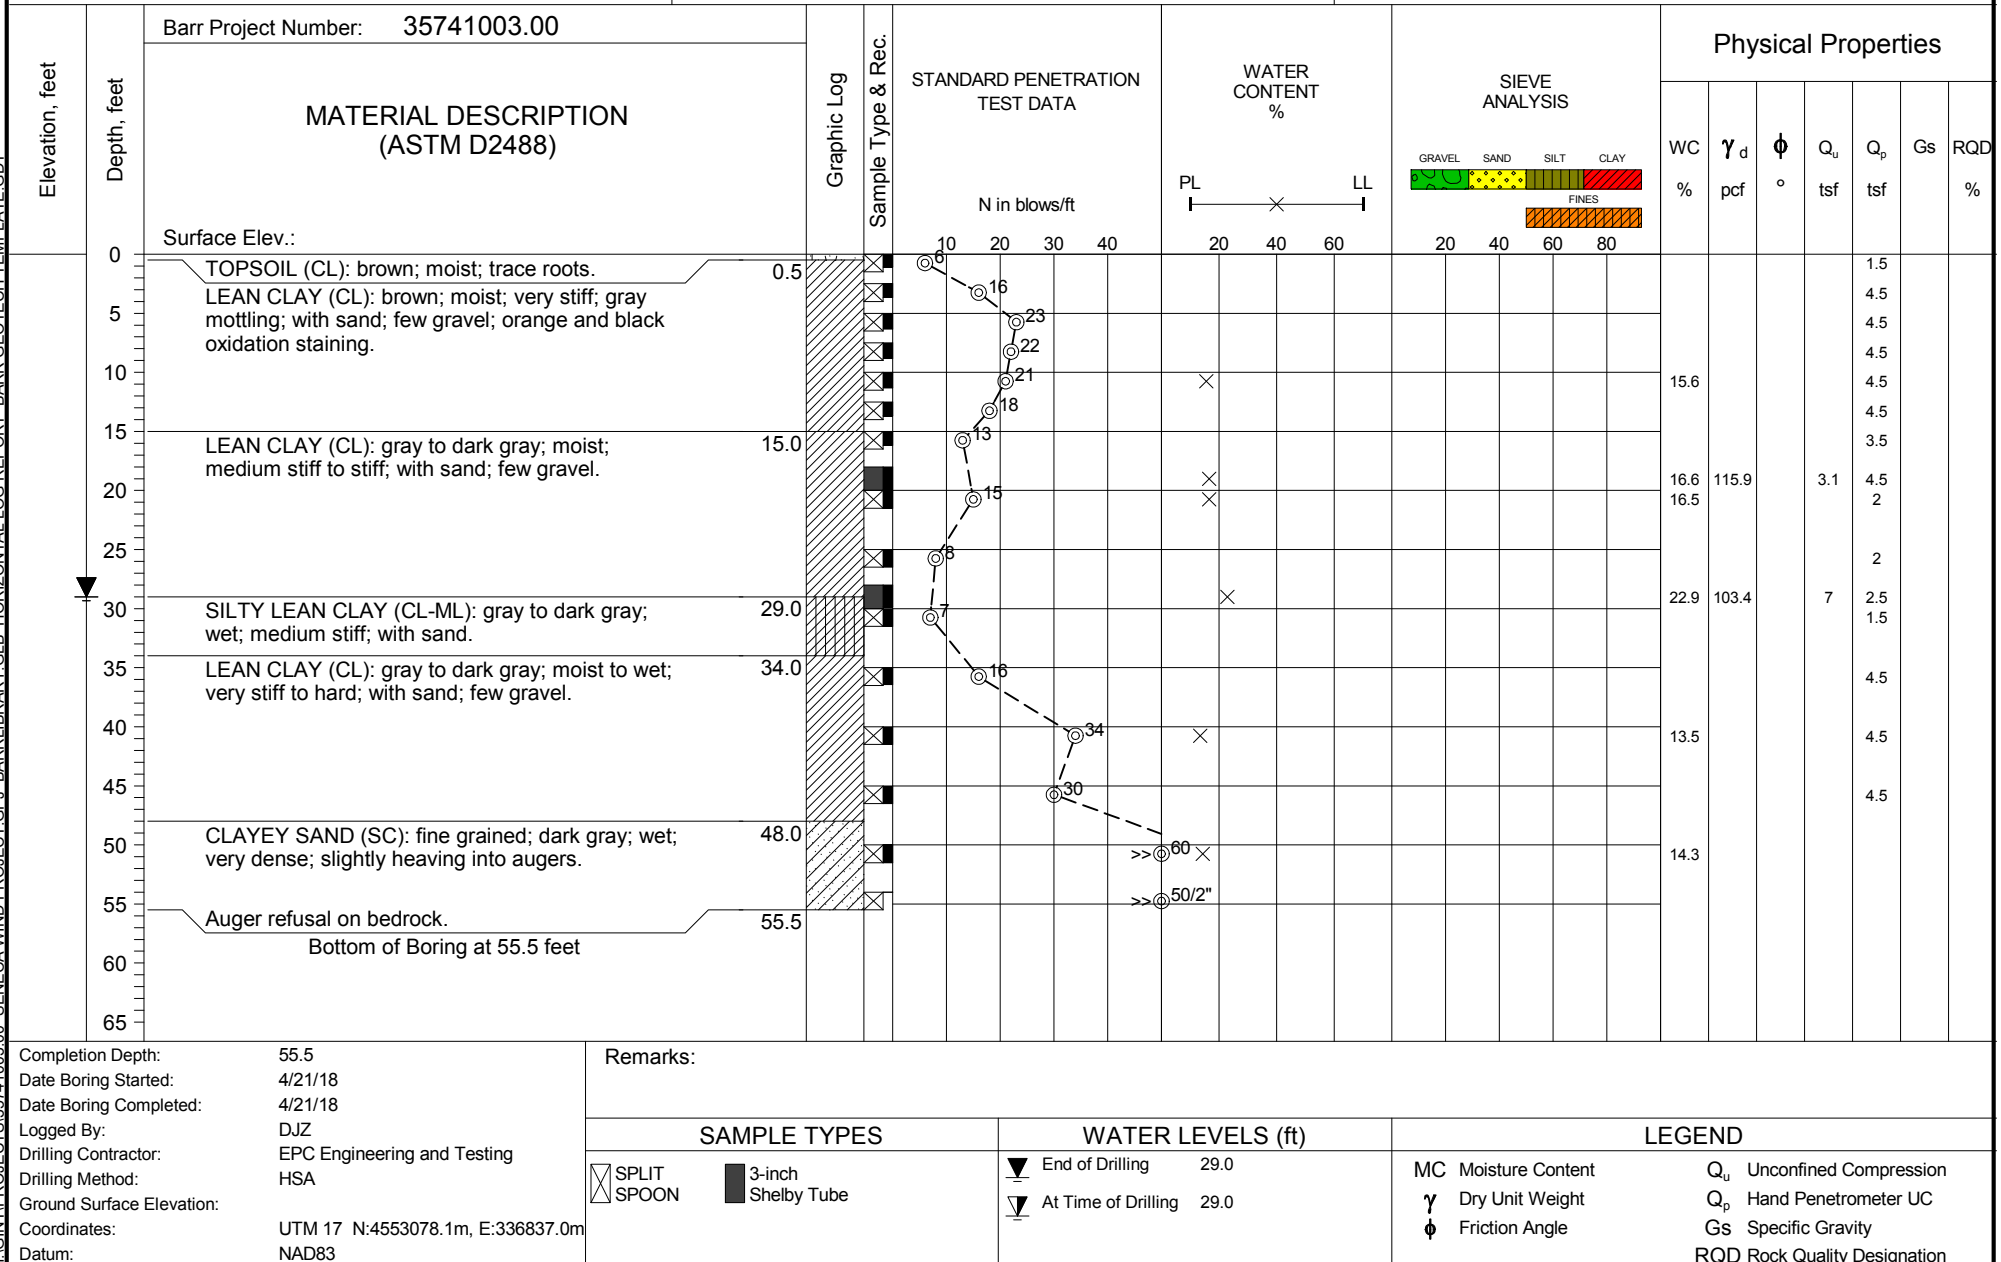 Barr Project Number: 35741003.00
Elevation, feet
Depth, feet
MATERIAL DESCRIPTION
(ASTM D2488)
Surface Elev.:
Graphic Log
Sample Type & Rec.
STANDARD PENETRATION
TEST DATA
N in blows/ft
10 20 30 40
WATER
CONTENT
%
PL LL
20 40 60
SIEVE
ANALYSIS
GRAVEL SAND SILT CLAY
FINES
20 40 60 80
Physical Properties
WC γd ϕ Qu Qp Gs RQD
% pcf ° tsf tsf %
0
TOPSOIL (CL): brown; moist; trace roots. 0.5
6 1.5
LEAN CLAY (CL): brown; moist; very stiff; gray
mottling; with sand; few gravel; orange and black
oxidation staining.
16 4.5
5
23 4.5
22 4.5
10
21 15.6 4.5
18 4.5
15
LEAN CLAY (CL): gray to dark gray; moist;
medium stiff to stiff; with sand; few gravel.
15.0
13 3.5
16.6 115.9 3.1 4.5
20
15 16.5 2
25
8 2
22.9 103.4 7 2.5
30
SILTY LEAN CLAY (CL-ML): gray to dark gray;
wet; medium stiff; with sand.
29.0
7 1.5
35
LEAN CLAY (CL): gray to dark gray; moist to wet;
very stiff to hard; with sand; few gravel.
34.0
16 4.5
40
34 13.5 4.5
45
30 4.5
CLAYEY SAND (SC): fine grained; dark gray; wet;
very dense; slightly heaving into augers.
48.0
50
>> 60 14.3
>> 50/2"
55
Auger refusal on bedrock. 55.5
Bottom of Boring at 55.5 feet
60
65
Completion Depth: 55.5
Date Boring Started: 4/21/18
Date Boring Completed: 4/21/18
Logged By: DJZ
Drilling Contractor: EPC Engineering and Testing
Drilling Method: HSA
Ground Surface Elevation:
Coordinates: UTM 17 N:4553078.1m, E:336837.0m
Datum: NAD83
Remarks:
SAMPLE TYPES
SPLIT
SPOON
3-inch
Shelby Tube
WATER LEVELS (ft)
End of Drilling 29.0
At Time of Drilling 29.0
LEGEND
MC Moisture Content
γ Dry Unit Weight
ϕ Friction Angle
Qu Unconfined Compression
Qp Hand Penetrometer UC
Gs Specific Gravity
RQD Rock Quality Designation